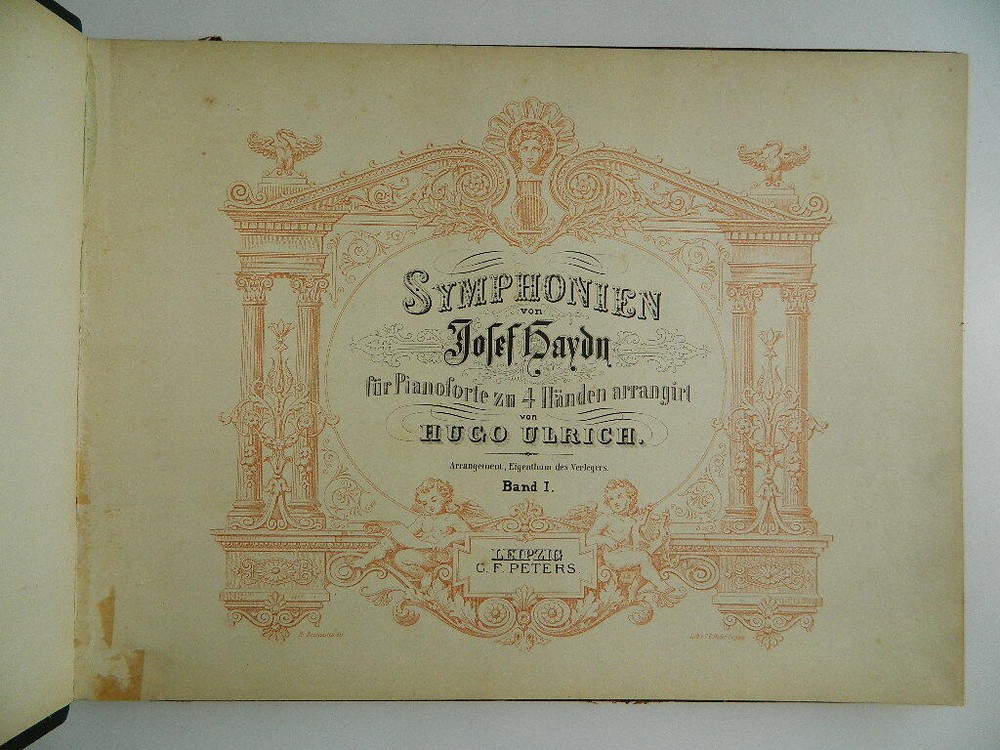 SYMPHONIEN
von
Josef Haydn
für Pianoforte zu 4 Händen arrangirt
von
HUGO ULRICH.
Arrangement, Eigenthum des Verlegers.
Band I.
LEIPZIG
C. F. PETERS